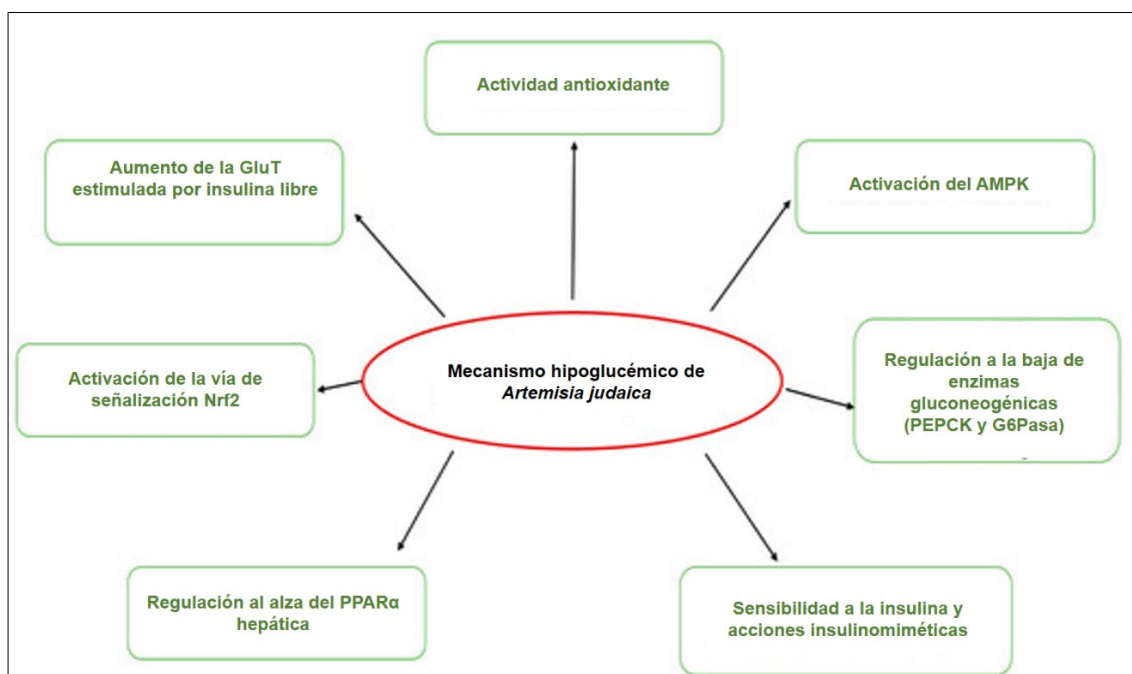 Actividad antioxidante
Aumento de la GluT
estimulada por insulina libre
Activación del AMPK
Mecanismo hipoglucémico de
Artemisia judaica
Activación de la vía de
señalización Nrf2
Regulación a la baja de
enzimas
gluconeogénicas
(PEPCK y G6Pasa)
Regulación al alza del PPARα
hepática
Sensibilidad a la insulina y
acciones insulinomiméticas